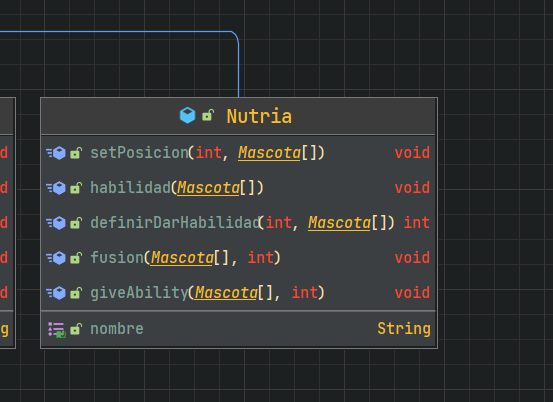 Nutria
d setPosicion(int, Mascota[]) void
d habilidad(Mascota[]) void
d definirDarHabilidad(int, Mascota[]) int
d fusion(Mascota[], int) void
d giveAbility(Mascota[], int) void
g nombre String